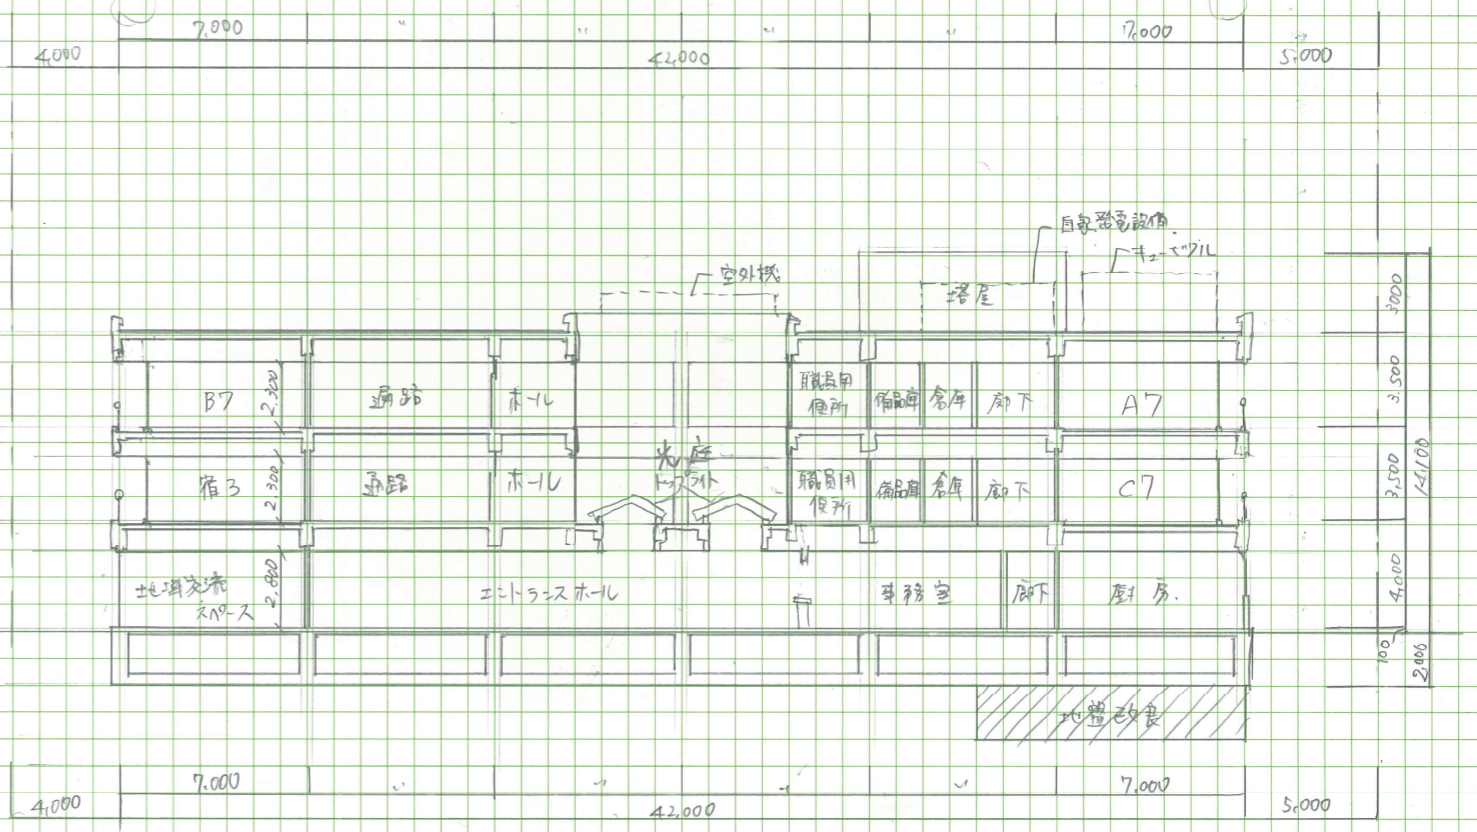 7,000 〃 〃 〃 〃 7,000
4,000 42,000 5,000
自家発電設備
キュービクル
室外機
塔屋
3000
B7 2,300 通路 ホール 職員用便所 備品庫 倉庫 廊下 A7 3,500
光庭
トップライト
宿3 2,300 通路 ホール 職員用便所 備品庫 倉庫 廊下 C7 3,500
14,100
地域交流
スペース
2,800 エントランスホール 事務室 廊下 厨房 4,000
100
2,000
地盤改良
7,000 〃 〃 〃 〃 7,000
4,000 42,000 5,000